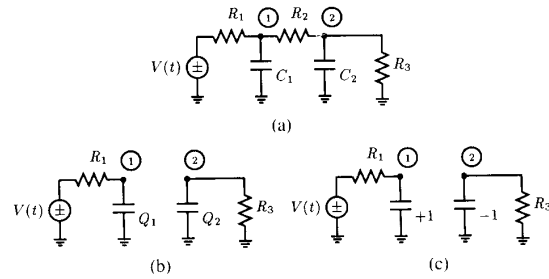 R₁ ① R₂ ②
V(t) ± C₁ C₂ R₃
(a)
R₁ ① ②
V(t) ± Q₁ Q₂ R₃
(b)
R₁ ① ②
V(t) ± +1 −1 R₃
(c)